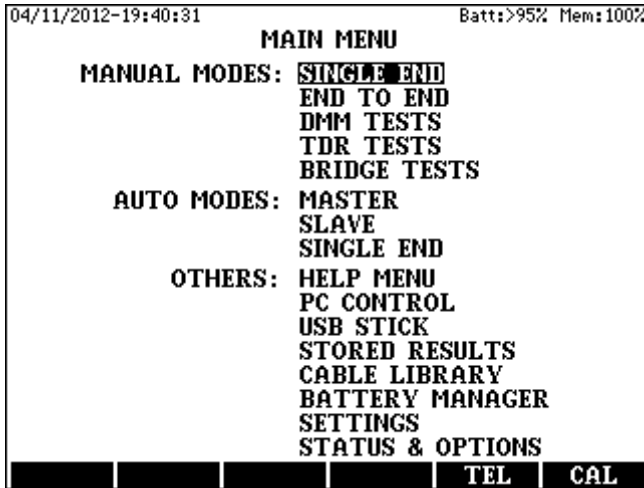 04/11/2012-19:40:31 Batt:>95% Mem:100%
MAIN MENU
MANUAL MODES: SINGLE END
END TO END
DMM TESTS
TDR TESTS
BRIDGE TESTS
AUTO MODES: MASTER
SLAVE
SINGLE END
OTHERS: HELP MENU
PC CONTROL
USB STICK
STORED RESULTS
CABLE LIBRARY
BATTERY MANAGER
SETTINGS
STATUS & OPTIONS
TEL CAL